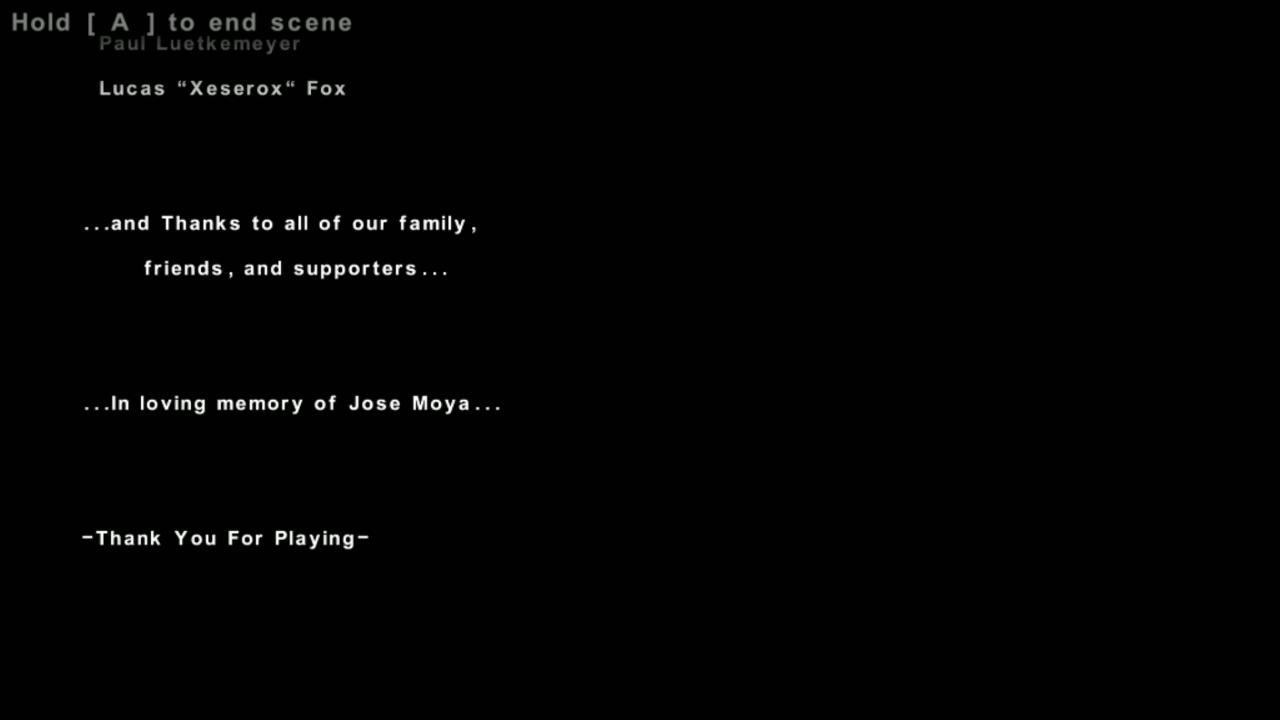 Hold [ A ] to end scene
Paul Luetkemeyer
Lucas “Xeserox“ Fox
...and Thanks to all of our family,
friends, and supporters...
...In loving memory of Jose Moya...
-Thank You For Playing-